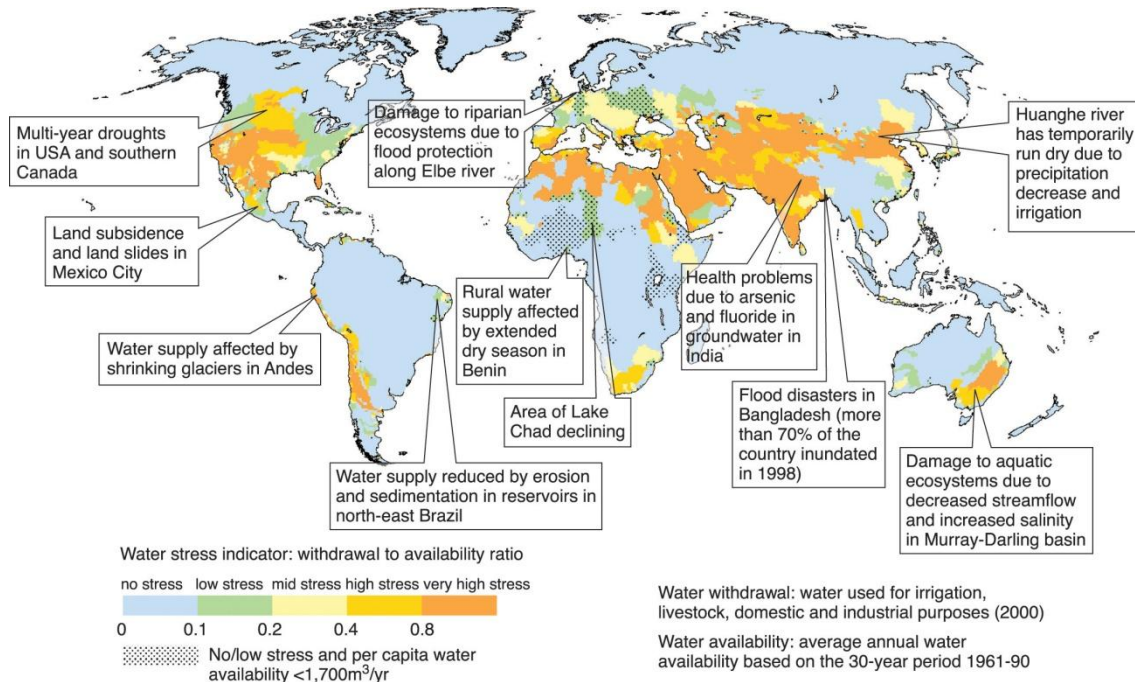 Multi-year droughts
in USA and southern
Canada
Damage to riparian
ecosystems due to
flood protection
along Elbe river
Huanghe river
has temporarily
run dry due to
precipitation
decrease and
irrigation
Land subsidence
and land slides in
Mexico City
Water supply affected by
shrinking glaciers in Andes
Rural water
supply affected
by extended
dry season in
Benin
Health problems
due to arsenic
and fluoride in
groundwater in
India
Area of Lake
Chad declining
Flood disasters in
Bangladesh (more
than 70% of the
country inundated
in 1998)
Water supply reduced by erosion
and sedimentation in reservoirs in
north-east Brazil
Damage to aquatic
ecosystems due to
decreased streamflow
and increased salinity
in Murray-Darling basin
Water stress indicator: withdrawal to availability ratio
no stress low stress mid stress high stress very high stress
0 0.1 0.2 0.4 0.8
No/low stress and per capita water
availability <1,700m³/yr
Water withdrawal: water used for irrigation,
livestock, domestic and industrial purposes (2000)
Water availability: average annual water
availability based on the 30-year period 1961-90